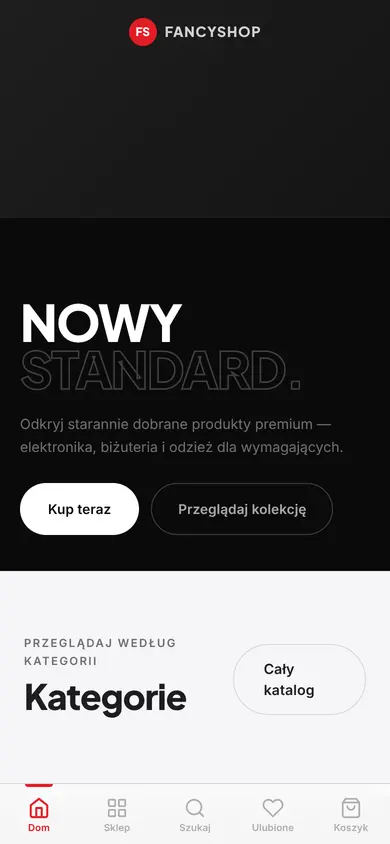 FS FANCYSHOP
NOWY
STANDARD.
Odkryj starannie dobrane produkty premium —
elektronika, biżuteria i odzież dla wymagających.
Kup teraz
Przeglądaj kolekcję
PRZEGLĄDAJ WEDŁUG
KATEGORII
Kategorie
Cały
katalog
Dom
Sklep
Szukaj
Ulubione
Koszyk